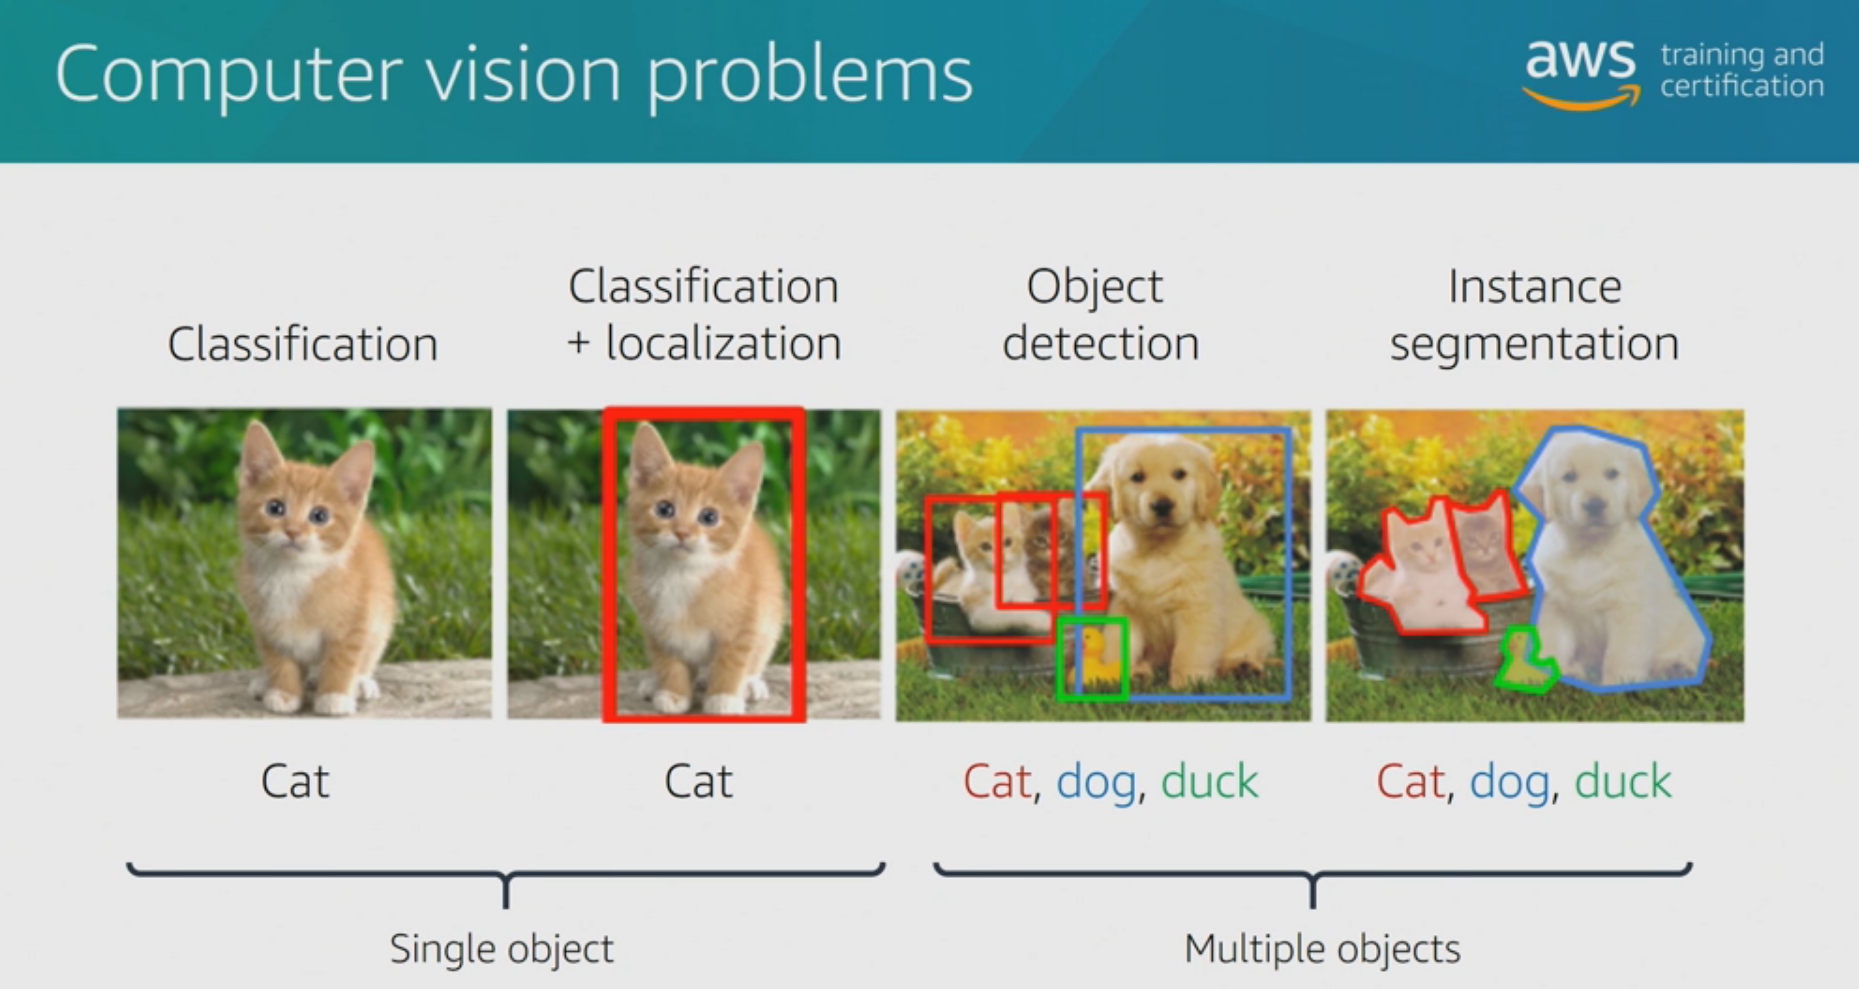 Computer vision problems
aws training and
certification
Classification
Classification
+ localization
Object
detection
Instance
segmentation
Cat
Cat
Cat, dog, duck
Cat, dog, duck
Single object
Multiple objects